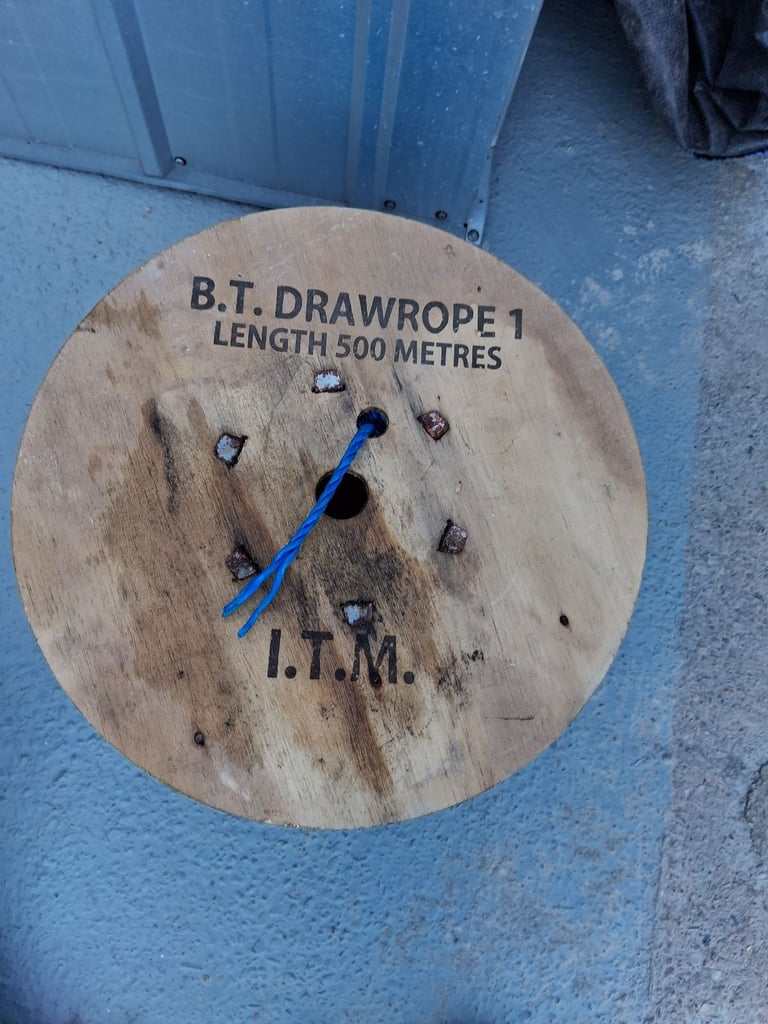 B.T. DRAWROPE 1
LENGTH 500 METRES
I.T.M.